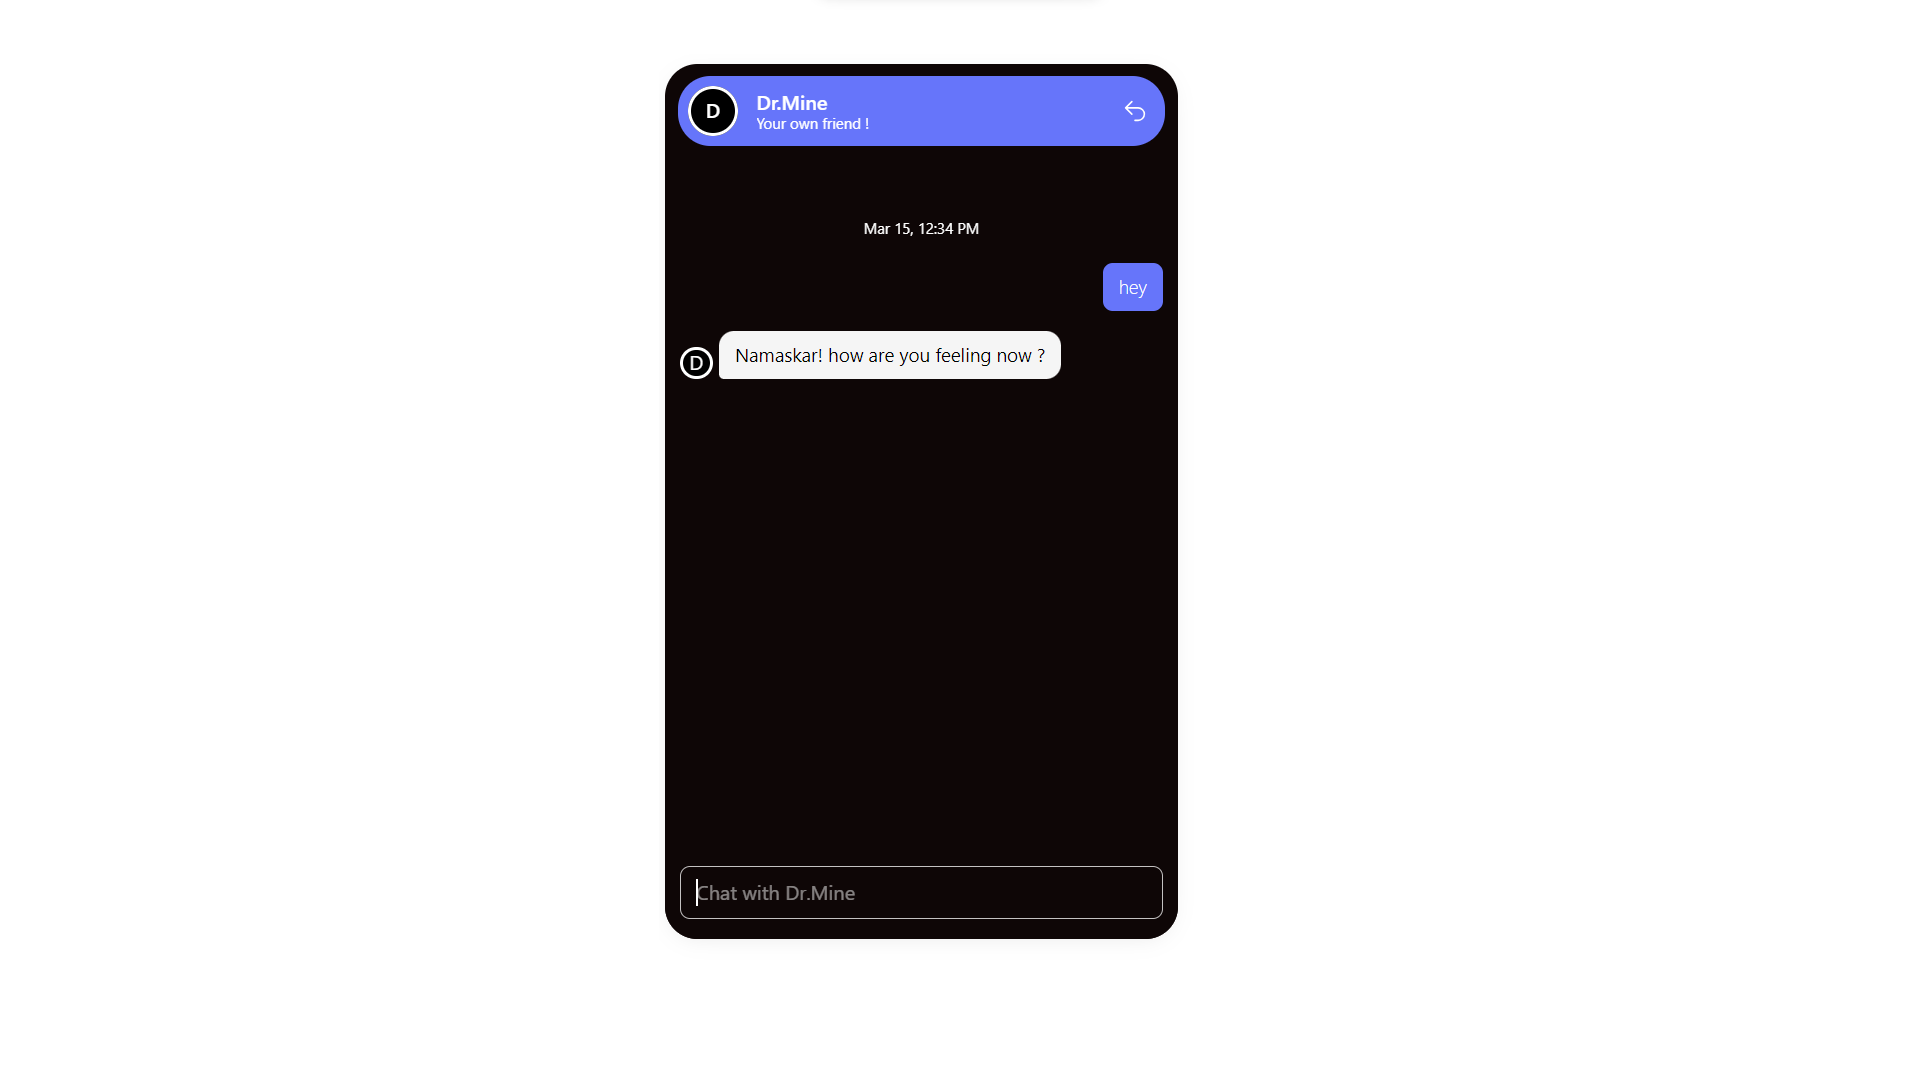 D
Dr.Mine
Your own friend !
Mar 15, 12:34 PM
hey
D
Namaskar! how are you feeling now ?
Chat with Dr.Mine